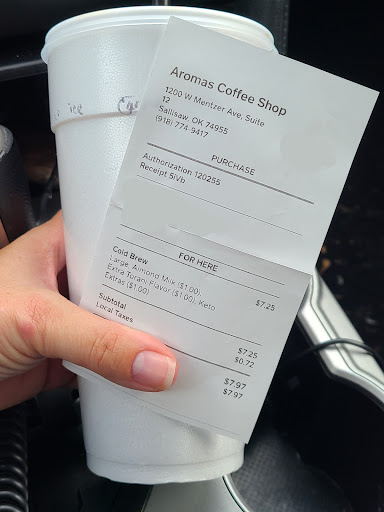 Aromas Coffee Shop
1200 W Mentzer Ave, Suite
12
Sallisaw, OK 74955
(918) 774-9417
PURCHASE
Authorization 120255
Receipt 5iVb
FOR HERE
Cold Brew $7.25
Large, Almond Milk ($1.00),
Extra Torani Flavor ($1.00), Keto
Extras ($1.00)
Subtotal $7.25
Local Taxes $0.72
$7.97
$7.97